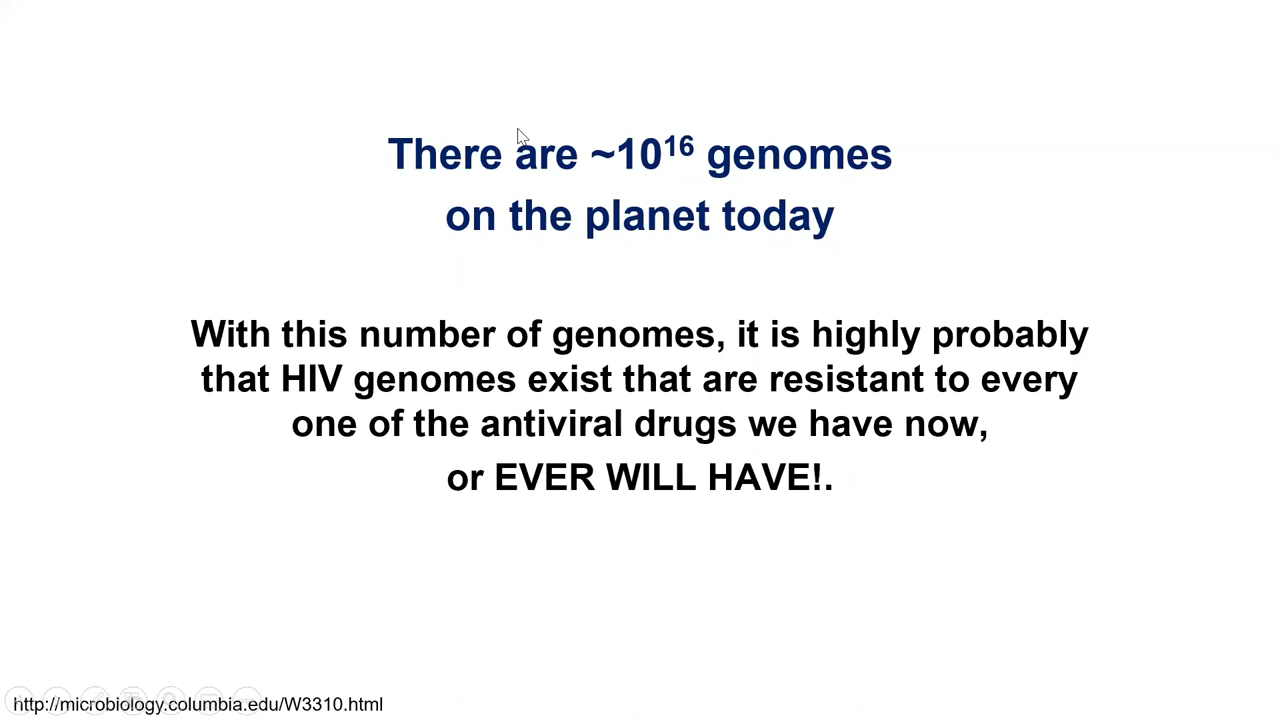 There are ~10¹⁶ genomes
on the planet today
With this number of genomes, it is highly probably
that HIV genomes exist that are resistant to every
one of the antiviral drugs we have now,
or EVER WILL HAVE!.
http://microbiology.columbia.edu/W3310.html